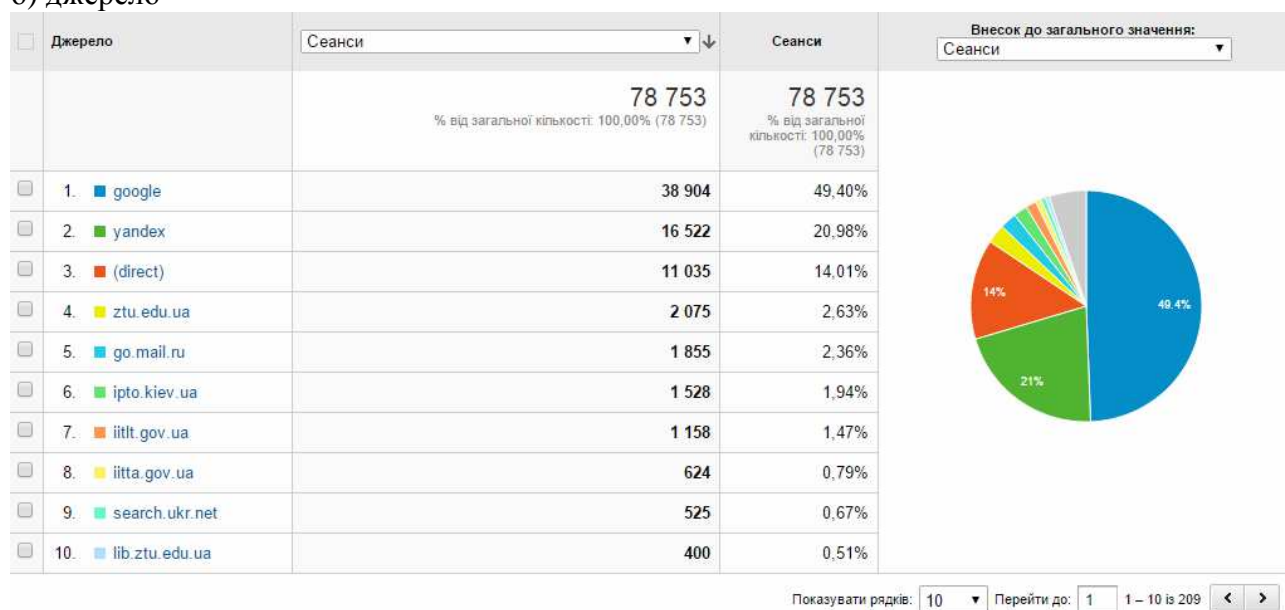 б) джерело
Джерело Сеанси Сеанси Внесок до загального значення:
Сеанси
78 753 78 753
% від загальної кількості: 100,00% (78 753) % від загальної
кількості: 100,00%
(78 753)
1. google 38 904 49,40%
2. yandex 16 522 20,98%
3. (direct) 11 035 14,01%
4. ztu.edu.ua 2 075 2,63%
5. go.mail.ru 1 855 2,36%
6. ipto.kiev.ua 1 528 1,94%
7. iitlt.gov.ua 1 158 1,47%
8. iitta.gov.ua 624 0,79%
9. search.ukr.net 525 0,67%
10. lib.ztu.edu.ua 400 0,51%
14% 49.4%
21%
Показувати рядків: 10 Перейти до: 1 1 – 10 із 209